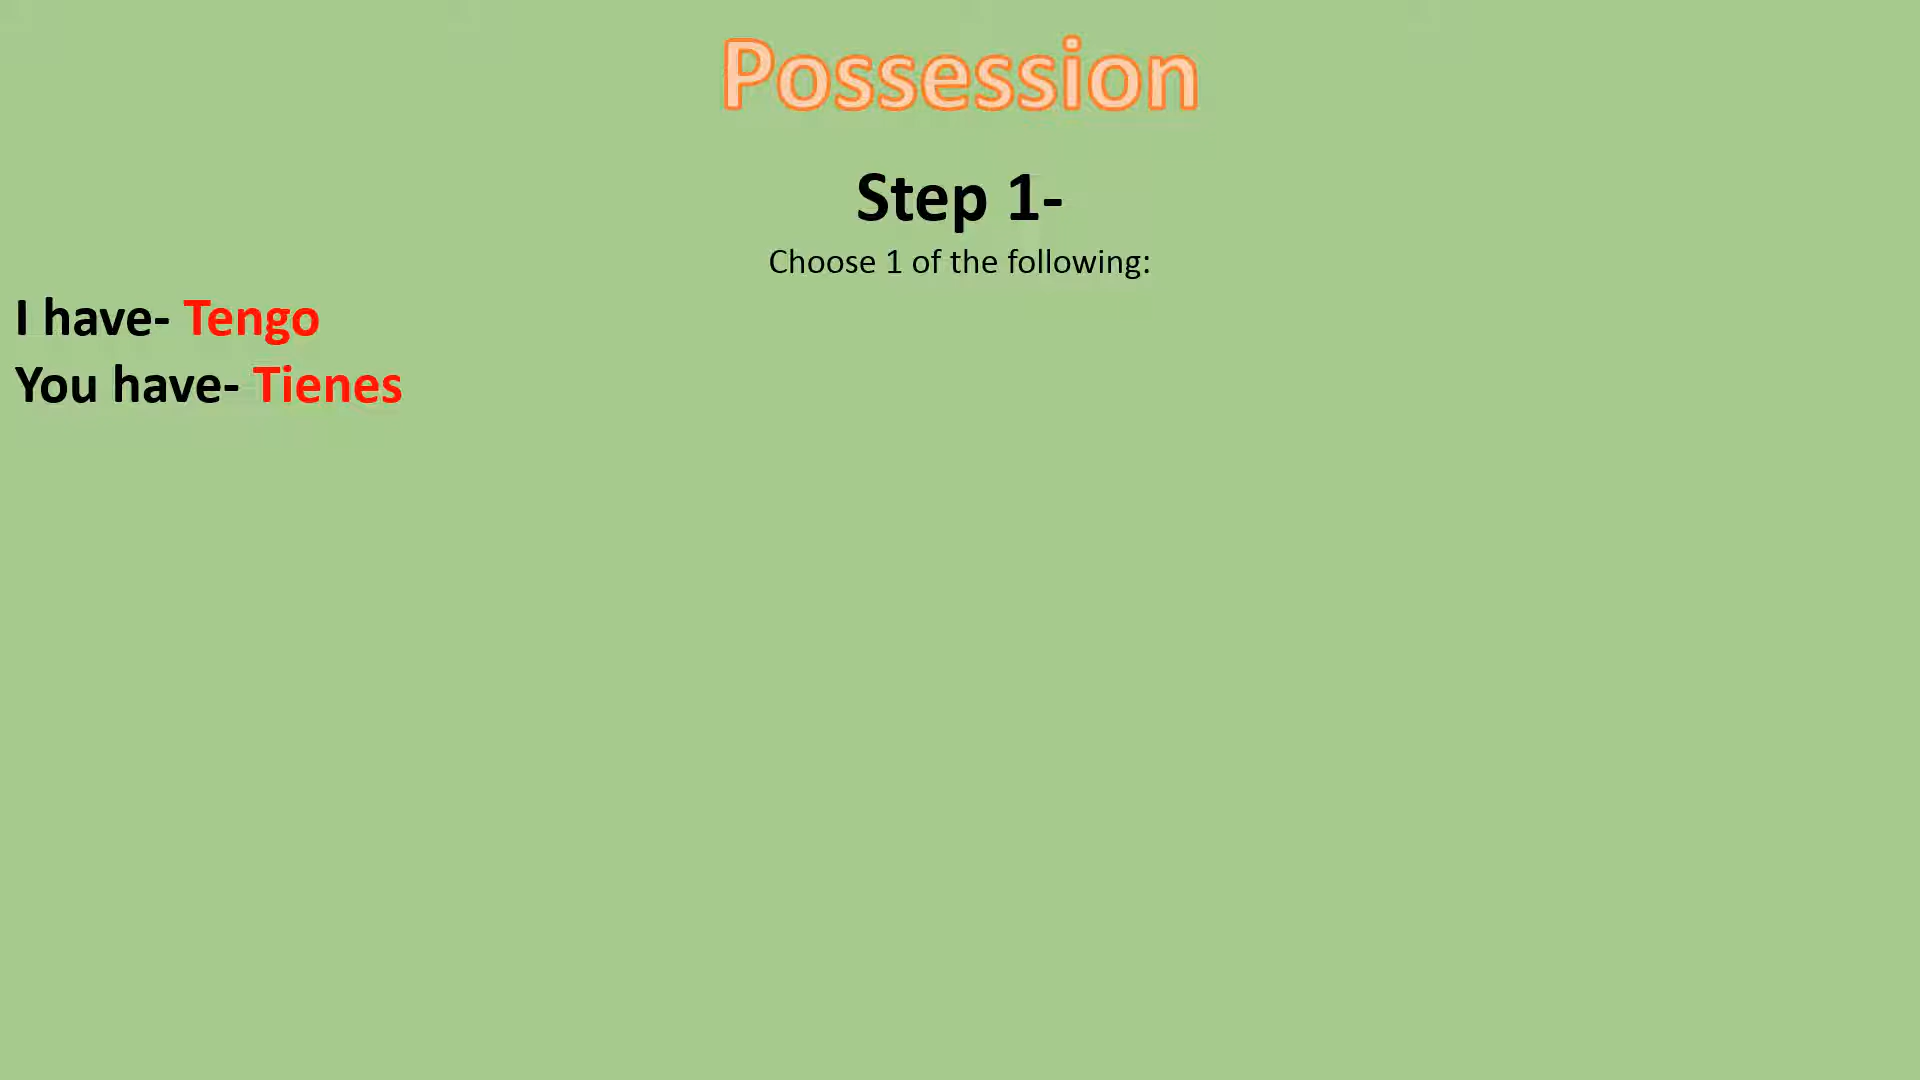 Possession
Step 1-
Choose 1 of the following:
I have- Tengo
You have- Tienes